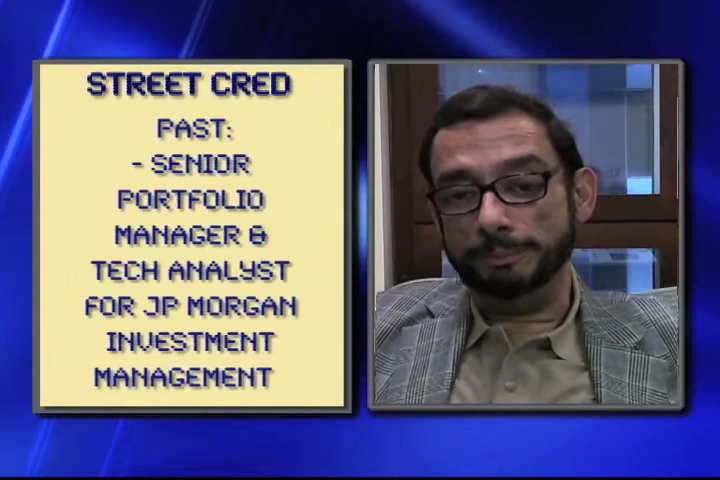 STREET CRED
PAST:
- SENIOR
PORTFOLIO
MANAGER &
TECH ANALYST
FOR JP MORGAN
INVESTMENT
MANAGEMENT